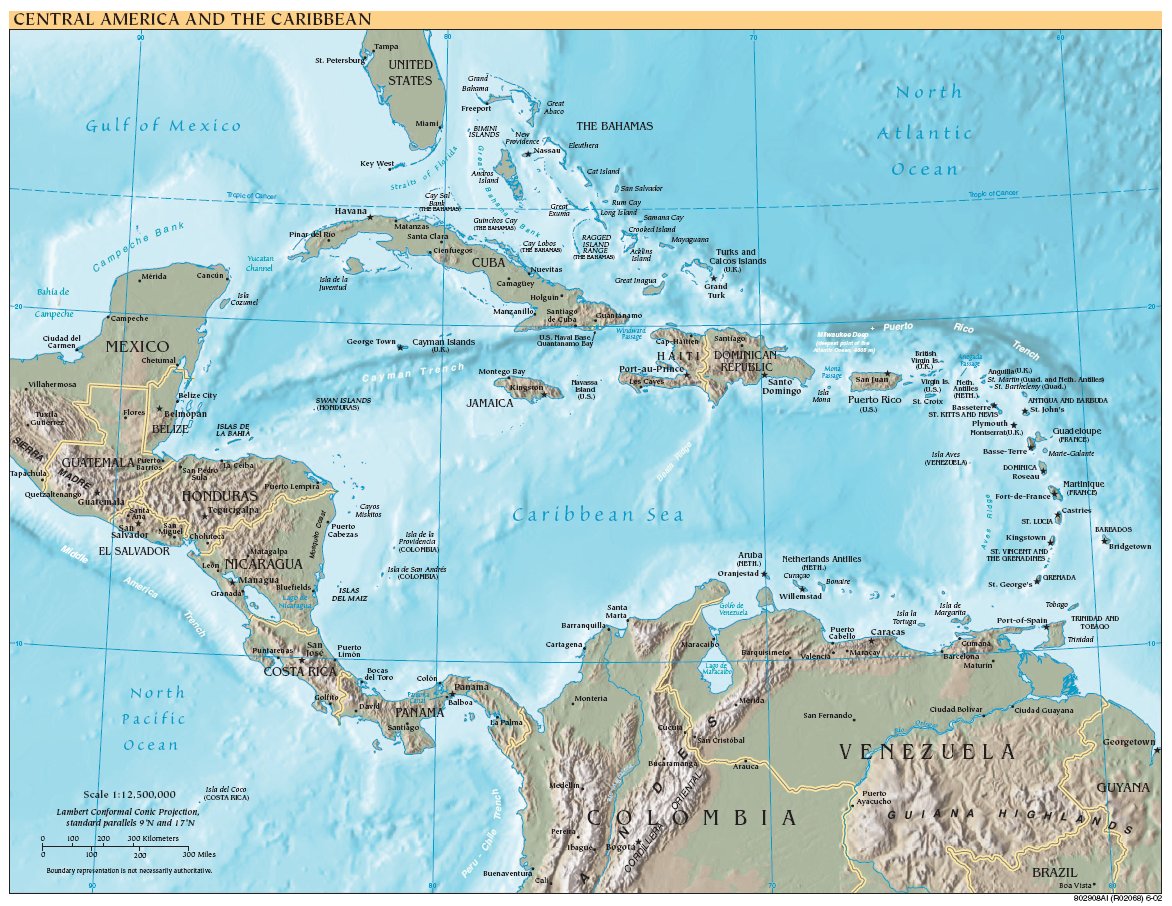 CENTRAL AMERICA AND THE CARIBBEAN
90
80
70
60
Tampa
St. Petersburg
UNITED
STATES
Miami
Key West
Gulf of Mexico
Straits of Florida
Grand
Bahama
Freeport
Great
Abaco
BIMINI
ISLANDS
THE BAHAMAS
New
Providence
Nassau
Eleuthera
Andros
Island
Great Bahama Bank
Cat Island
San Salvador
Great
Exuma
Rum Cay
Long Island
Samana Cay
Crooked Island
Mayaguana
Acklins
Island
RAGGED
ISLAND
RANGE
(THE BAHAMAS)
Great Inagua
Turks and
Caicos Islands
(U.K.)
Grand
Turk
North
Atlantic
Ocean
Tropic of Cancer
Tropic of Cancer
Cay Sal
Bank
(THE BAHAMAS)
Guinchos Cay
(THE BAHAMAS)
Cay Lobos
(THE BAHAMAS)
Campeche Bank
Yucatan
Channel
Havana
Matanzas
Pinar del Rio
Santa Clara
Cienfuegos
CUBA
Nuevitas
Camagüey
Holguin
Manzanillo
Santiago
de Cuba
Guantánamo
U.S. Naval Base
Guantanamo Bay
Isla de la
Juventud
Windward
Passage
Mérida
Cancún
Isla
Cozumel
Bahía de
Campeche
20
20
Campeche
Ciudad del
Carmen
MEXICO
Chetumal
Villahermosa
Tuxtla
Gutiérrez
Tapachula
SIERRA MADRE
George Town
Cayman Islands
(U.K.)
Cayman Trench
Montego Bay
Kingston
JAMAICA
Navassa
Island
(U.S.)
Cap-Haïtien
HAITI
Port-au-Prince
Les Cayes
Santiago
DOMINICAN
REPUBLIC
Santo
Domingo
Milwaukee Deep
(deepest point of the
Puerto Rico Trench
Mona
Passage
Isla
Mona
San Juan
Puerto Rico
(U.S.)
British
Virgin Is.
(U.K.)
Virgin Is.
(U.S.)
St. Croix
Anegada
Passage
Anguilla (U.K.)
St. Martin (Guad. and Neth. Antilles)
St. Barthelemy (Guad.)
Neth.
Antilles
(NETH.)
ANTIGUA AND BARBUDA
St. John's
Basseterre
ST. KITTS AND NEVIS
Plymouth
Montserrat(U.K.)
Guadeloupe
(FRANCE)
Basse-Terre
Marie-Galante
Isla Aves
(VENEZUELA)
DOMINICA
Roseau
Martinique
(FRANCE)
Fort-de-France
Castries
ST. LUCIA
BARBADOS
Bridgetown
Kingstown
ST. VINCENT AND
THE GRENADINES
St. George's
GRENADA
Aves Ridge
Beata Ridge
Caribbean Sea
SWAN ISLANDS
(HONDURAS)
Belize City
Belmopan
BELIZE
Flores
ISLAS DE
LA BAHIA
GUATEMALA
Puerto
Barrios
San Pedro
Sula
La Ceiba
Quetzaltenango
Guatemala
HONDURAS
Puerto Lempira
Tegucigalpa
Santa
Ana
San
Salvador
San
Miguel
Choluteca
EL SALVADOR
Cayos
Miskitos
Puerto
Cabezas
Mosquito Coast
Isla de la
Providencia
(COLOMBIA)
Isla de San Andrés
(COLOMBIA)
Matagalpa
NICARAGUA
León
Managua
Granada
Bluefields
Lago de
Nicaragua
ISLAS
DEL MAIZ
Middle America Trench
Puntarenas
San
José
Puerto
Limón
COSTA RICA
Golfito
Bocas
del Toro
David
PANAMA
Santiago
Colón
Panama
Canal
Panama
Balboa
La Palma
10
10
North
Pacific
Ocean
Isla del Coco
(COSTA RICA)
Peru - Chile Trench
Aruba
(NETH.)
Oranjestad
Netherlands Antilles
(NETH.)
Curaçao
Bonaire
Willemstad
Golfo de
Venezuela
Santa
Marta
Barranquilla
Cartagena
Maracaibo
Lago de
Maracaibo
Barquisimeto
Puerto
Cabello
Valencia
Maracay
Caracas
Isla la
Tortuga
Isla de
Margarita
Cumaná
Barcelona
Maturín
Port-of-Spain
Tobago
TRINIDAD AND
TOBAGO
Trinidad
Monteria
Mérida
Cúcuta
San Cristóbal
Bucaramanga
Arauca
San Fernando
Ciudad Bolívar
Ciudad Guayana
Río Orinoco
VENEZUELA
Georgetown
GUYANA
Puerto
Ayacucho
GUIANA HIGHLANDS
Medellín
COLOMBIA
ANDES
CORDILLERA ORIENTAL
Pereira
Ibagué
Bogotá
Buenaventura
Cali
BRAZIL
Boa Vista
Scale 1:12,500,000
Lambert Conformal Conic Projection,
standard parallels 9°N and 17°N
0 100 200 300 Kilometers
0 100 200 300 Miles
Boundary representation is not necessarily authoritative.
90
80
70
60
802908AI (R02068) 6-02